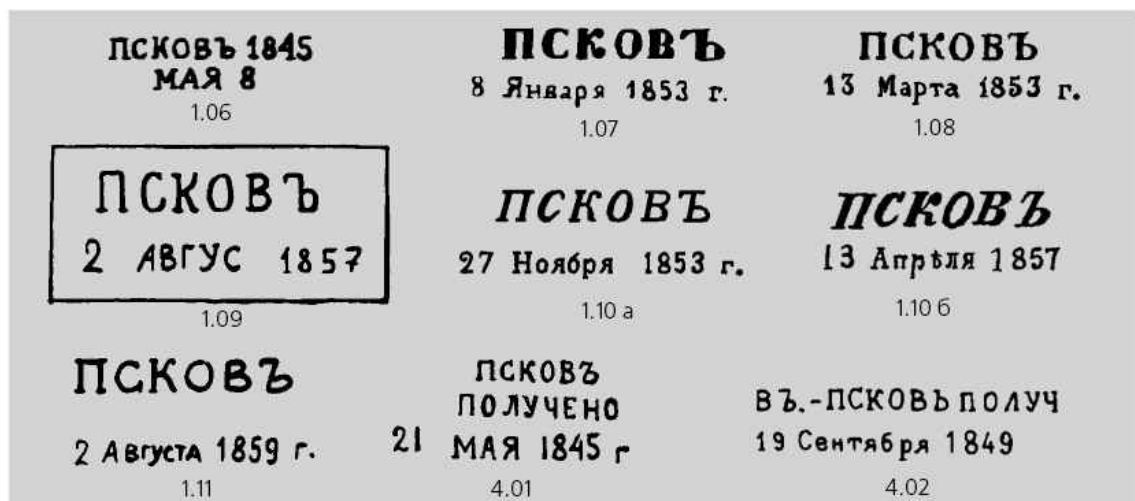 ПСКОВЪ 1845
МАЯ 8
1.06
ПСКОВЪ
8 Января 1853 г.
1.07
ПСКОВЪ
13 Марта 1853 г.
1.08
ПСКОВЪ
2 АВГУС 1857
1.09
ПСКОВЪ
27 Ноября 1853 г.
1.10 а
ПСКОВЪ
13 Апрѣля 1857
1.10 б
ПСКОВЪ
2 Августа 1859 г.
1.11
ПСКОВЪ
ПОЛУЧЕНО
21 МАЯ 1845 г
4.01
ВЪ.-ПСКОВЬ ПОЛУЧ
19 Сентября 1849
4.02